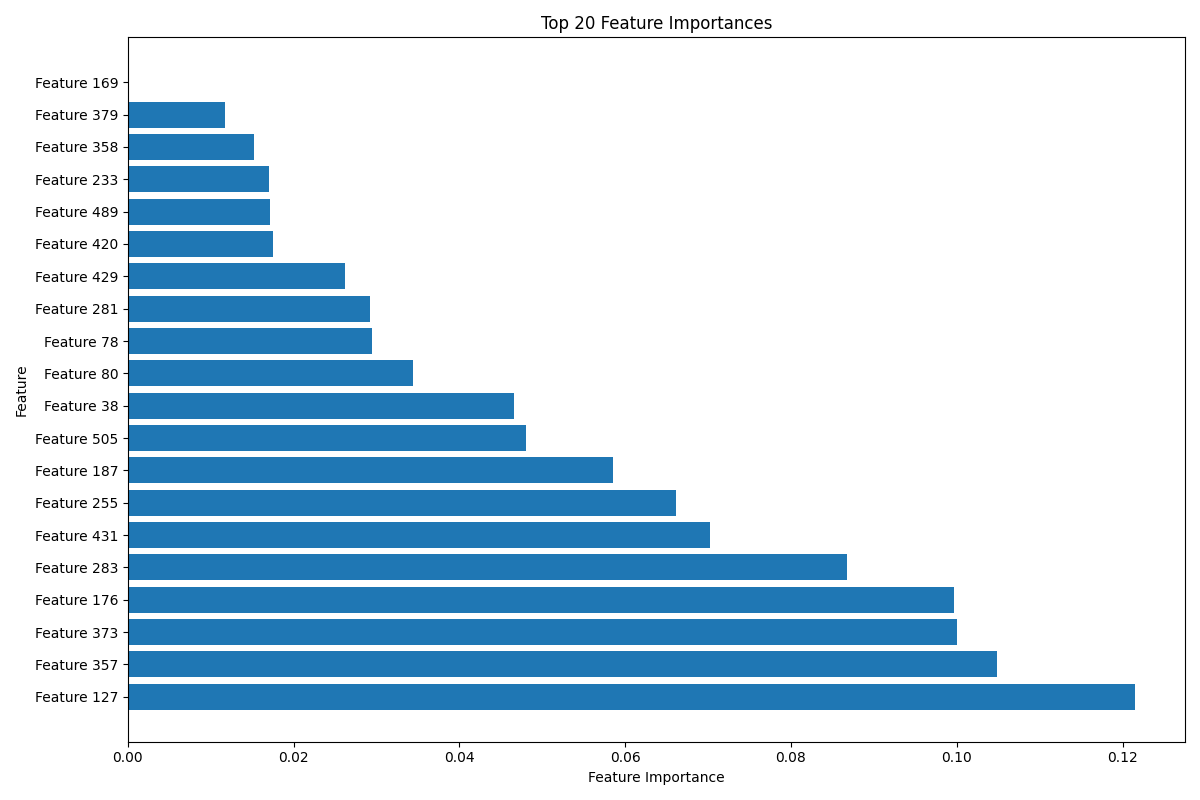 Top 20 Feature Importances
Feature
Feature 169
Feature 379
Feature 358
Feature 233
Feature 489
Feature 420
Feature 429
Feature 281
Feature 78
Feature 80
Feature 38
Feature 505
Feature 187
Feature 255
Feature 431
Feature 283
Feature 176
Feature 373
Feature 357
Feature 127
0.00 0.02 0.04 0.06 0.08 0.10 0.12
Feature Importance